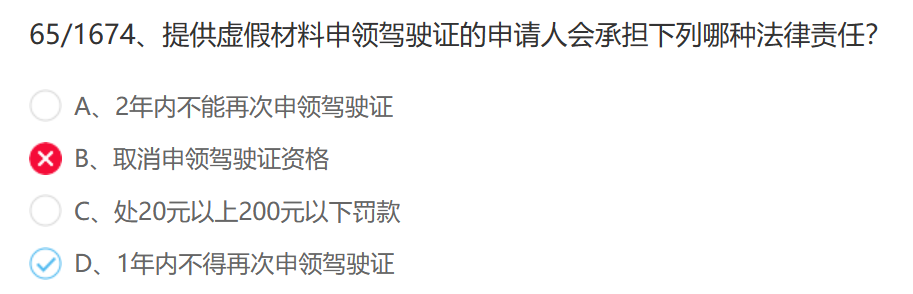 65/1674、提供虚假材料申领驾驶证的申请人会承担下列哪种法律责任?
A、2年内不能再次申领驾驶证
B、取消申领驾驶证资格
C、处20元以上200元以下罚款
D、1年内不得再次申领驾驶证